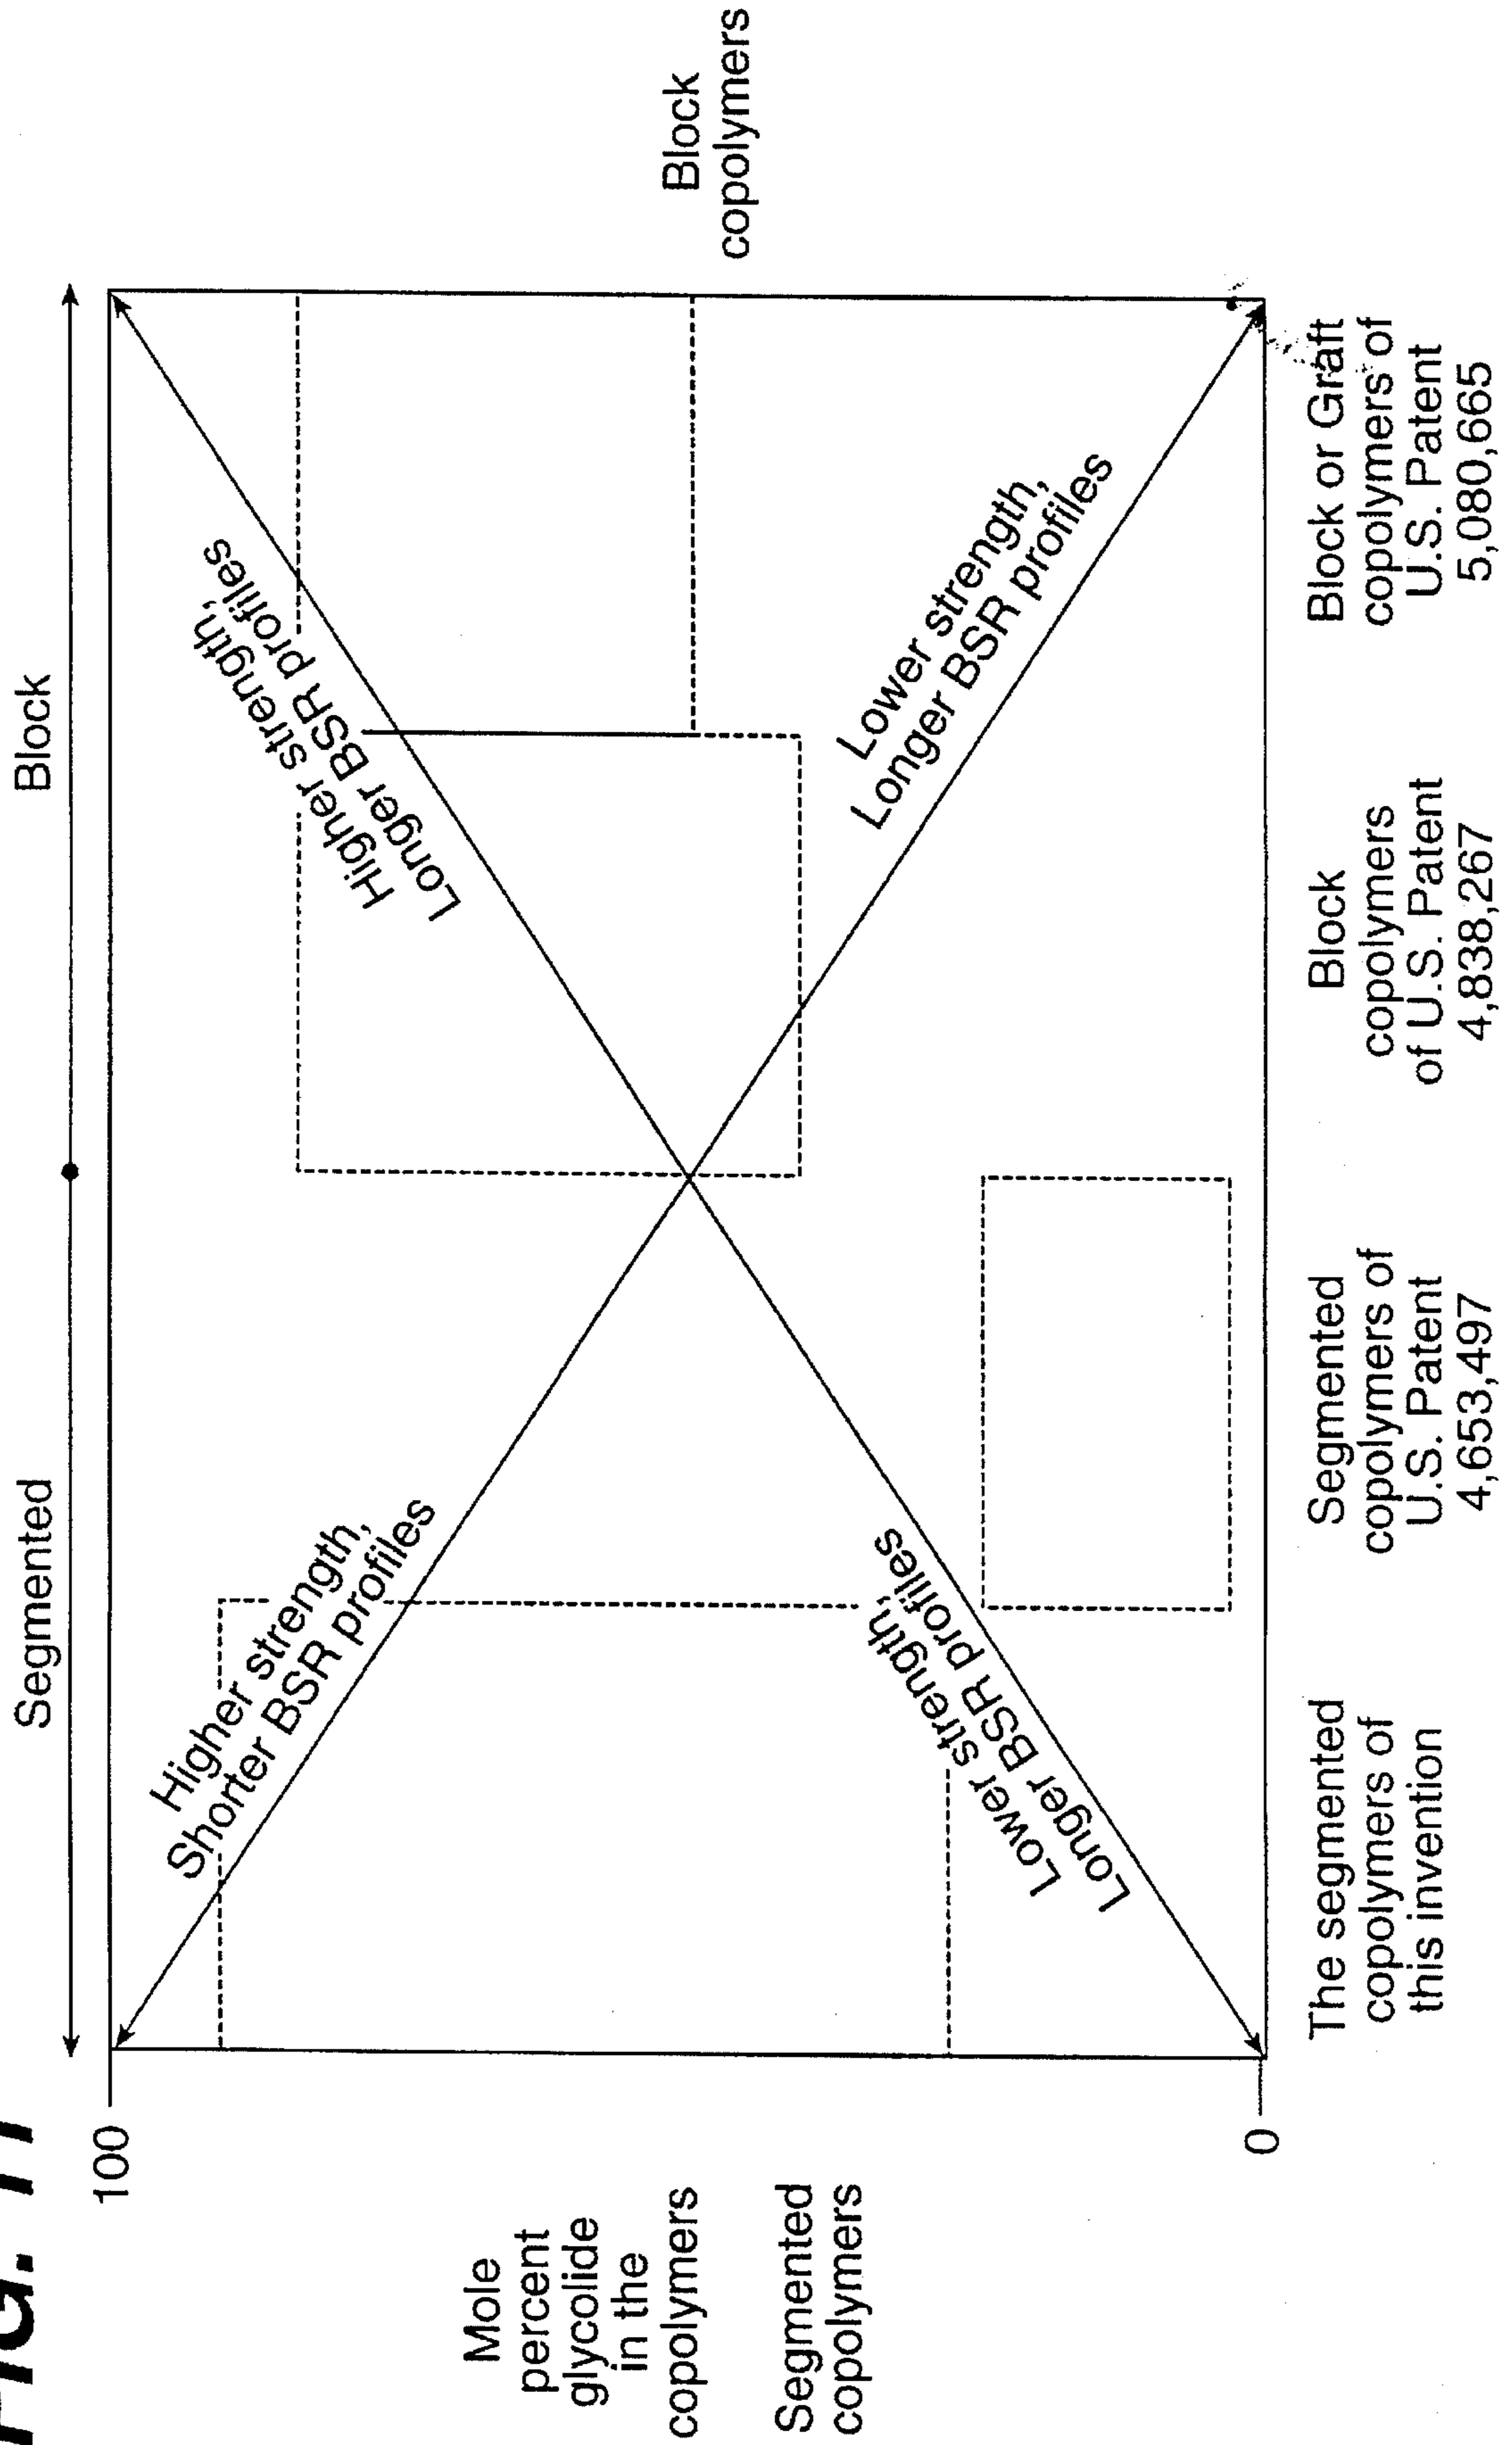 FIG. 11
Segmented
Block
100
0
Mole
percent
glycolide
in the
copolymers
Segmented
copolymers
Higher strength,
Shorter BSR profiles
Higher strength,
Longer BSR profiles
Lower strength,
Longer BSR profiles
Lower strength,
Longer BSR profiles
Block
copolymers
The segmented
copolymers of
this invention
Segmented
copolymers of
U.S. Patent
4,653,497
Block
copolymers
of U.S. Patent
4,838,267
Block or Graft
copolymers of
U.S. Patent
5,080,665